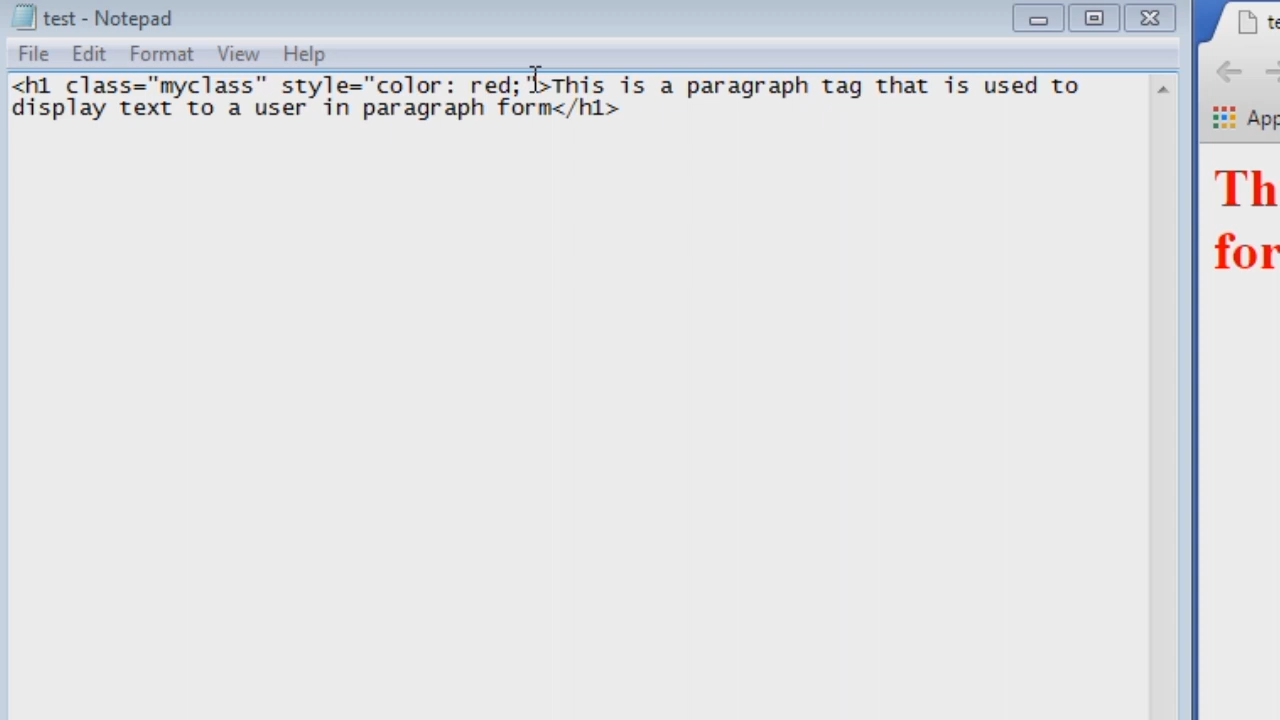 test - Notepad
File Edit Format View Help
<h1 class="myclass" style="color: red;">This is a paragraph tag that is used to
display text to a user in paragraph form</h1>
te
App
Th
for